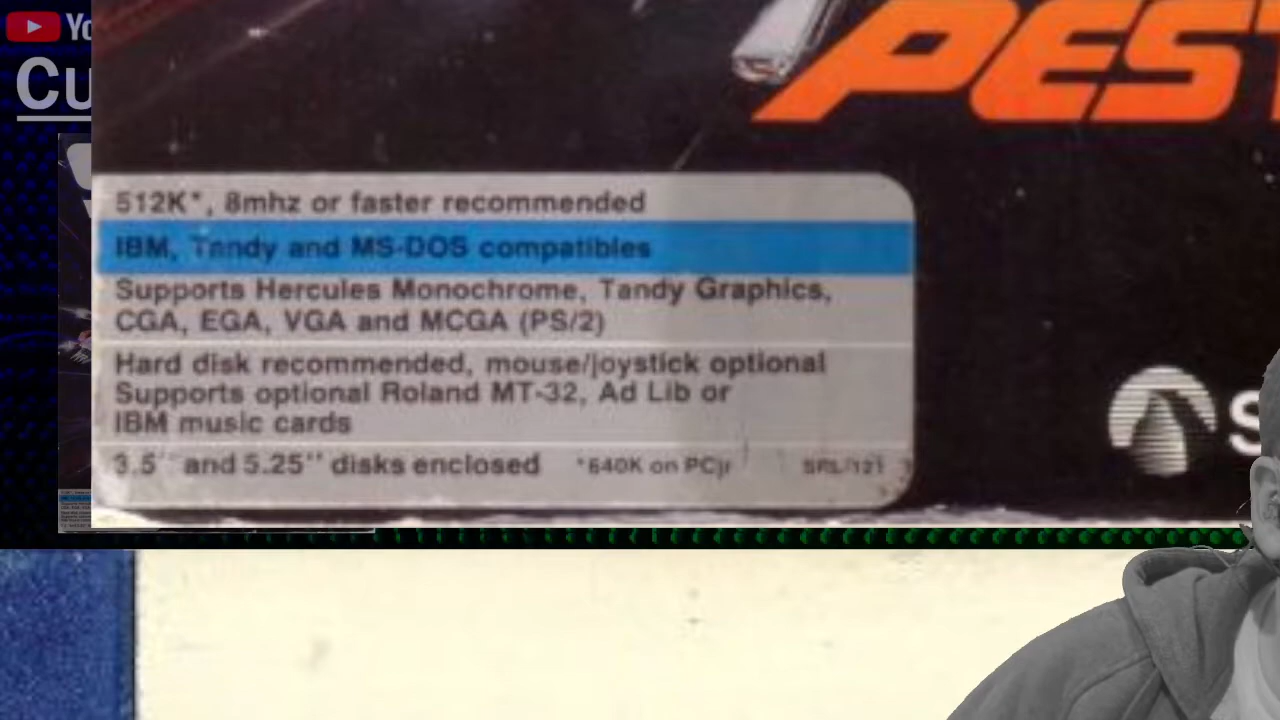 Yo
Cu
PEST
512K*, 8mhz or faster recommended
IBM, Tandy and MS-DOS compatibles
Supports Hercules Monochrome, Tandy Graphics,
CGA, EGA, VGA and MCGA (PS/2)
Hard disk recommended, mouse/joystick optional
Supports optional Roland MT-32, Ad Lib or
IBM music cards
3.5" and 5.25" disks enclosed *640K on PCjr
S